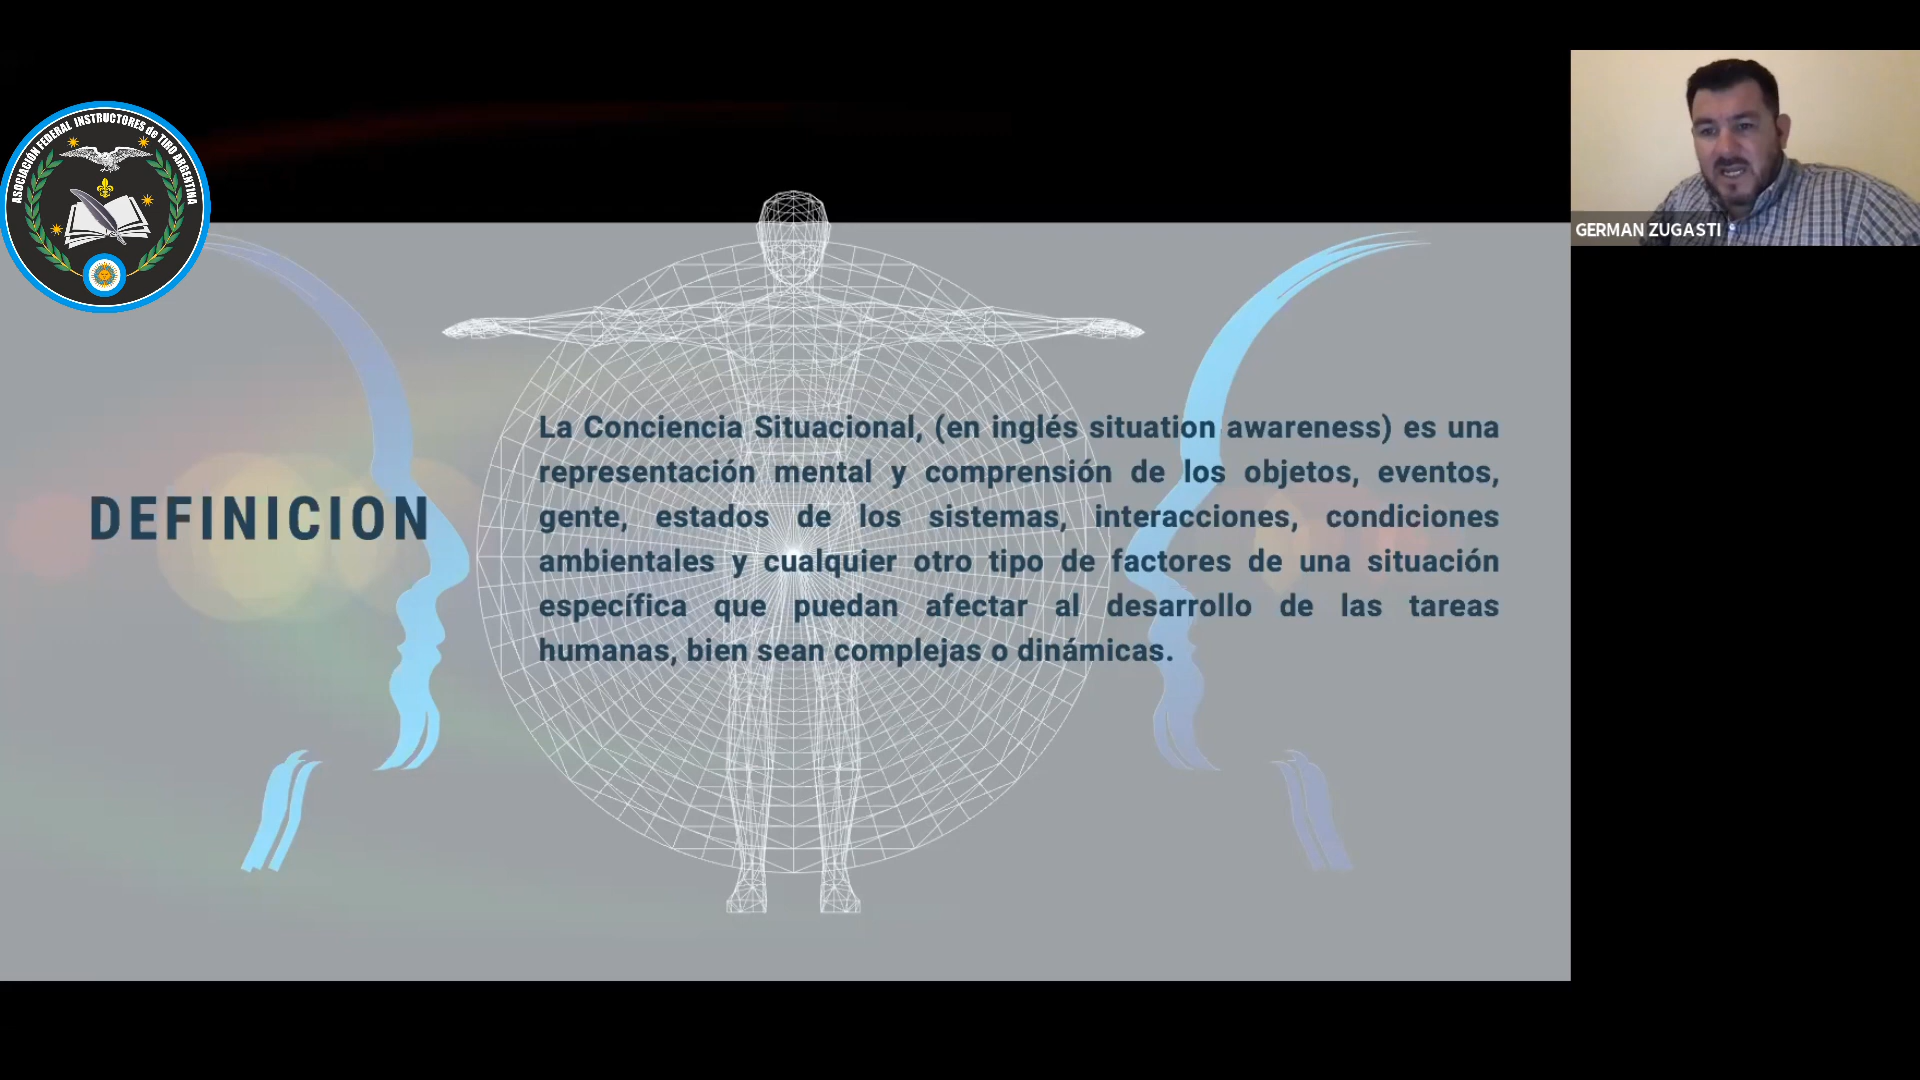 ASOCIACIÓN FEDERAL INSTRUCTORES de TIRO ARGENTINA
GERMAN ZUGASTI
DEFINICION
La Conciencia Situacional, (en inglés situation awareness) es una
representación mental y comprensión de los objetos, eventos,
gente, estados de los sistemas, interacciones, condiciones
ambientales y cualquier otro tipo de factores de una situación
específica que puedan afectar al desarrollo de las tareas
humanas, bien sean complejas o dinámicas.